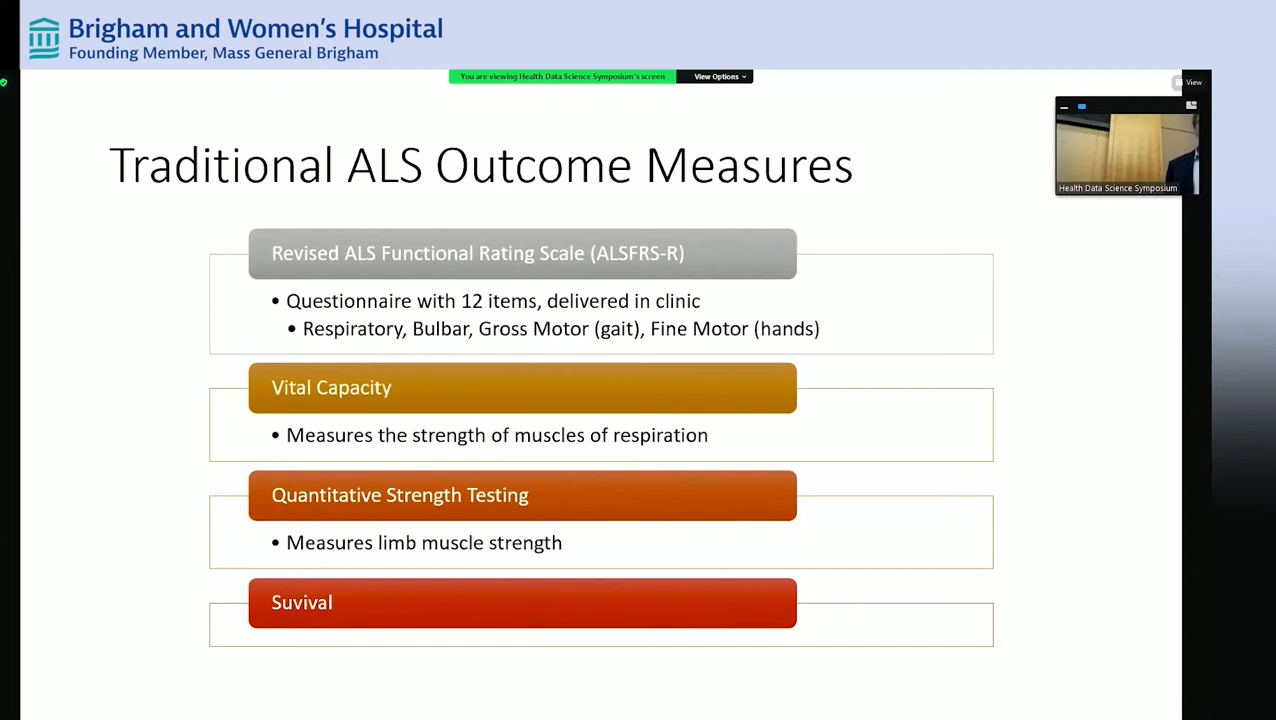 Brigham and Women's Hospital
Founding Member, Mass General Brigham
You are viewing Health Data Science Symposium's screen
View Options
View
Health Data Science Symposium
Traditional ALS Outcome Measures
Revised ALS Functional Rating Scale (ALSFRS-R)
• Questionnaire with 12 items, delivered in clinic
• Respiratory, Bulbar, Gross Motor (gait), Fine Motor (hands)
Vital Capacity
• Measures the strength of muscles of respiration
Quantitative Strength Testing
• Measures limb muscle strength
Suvival